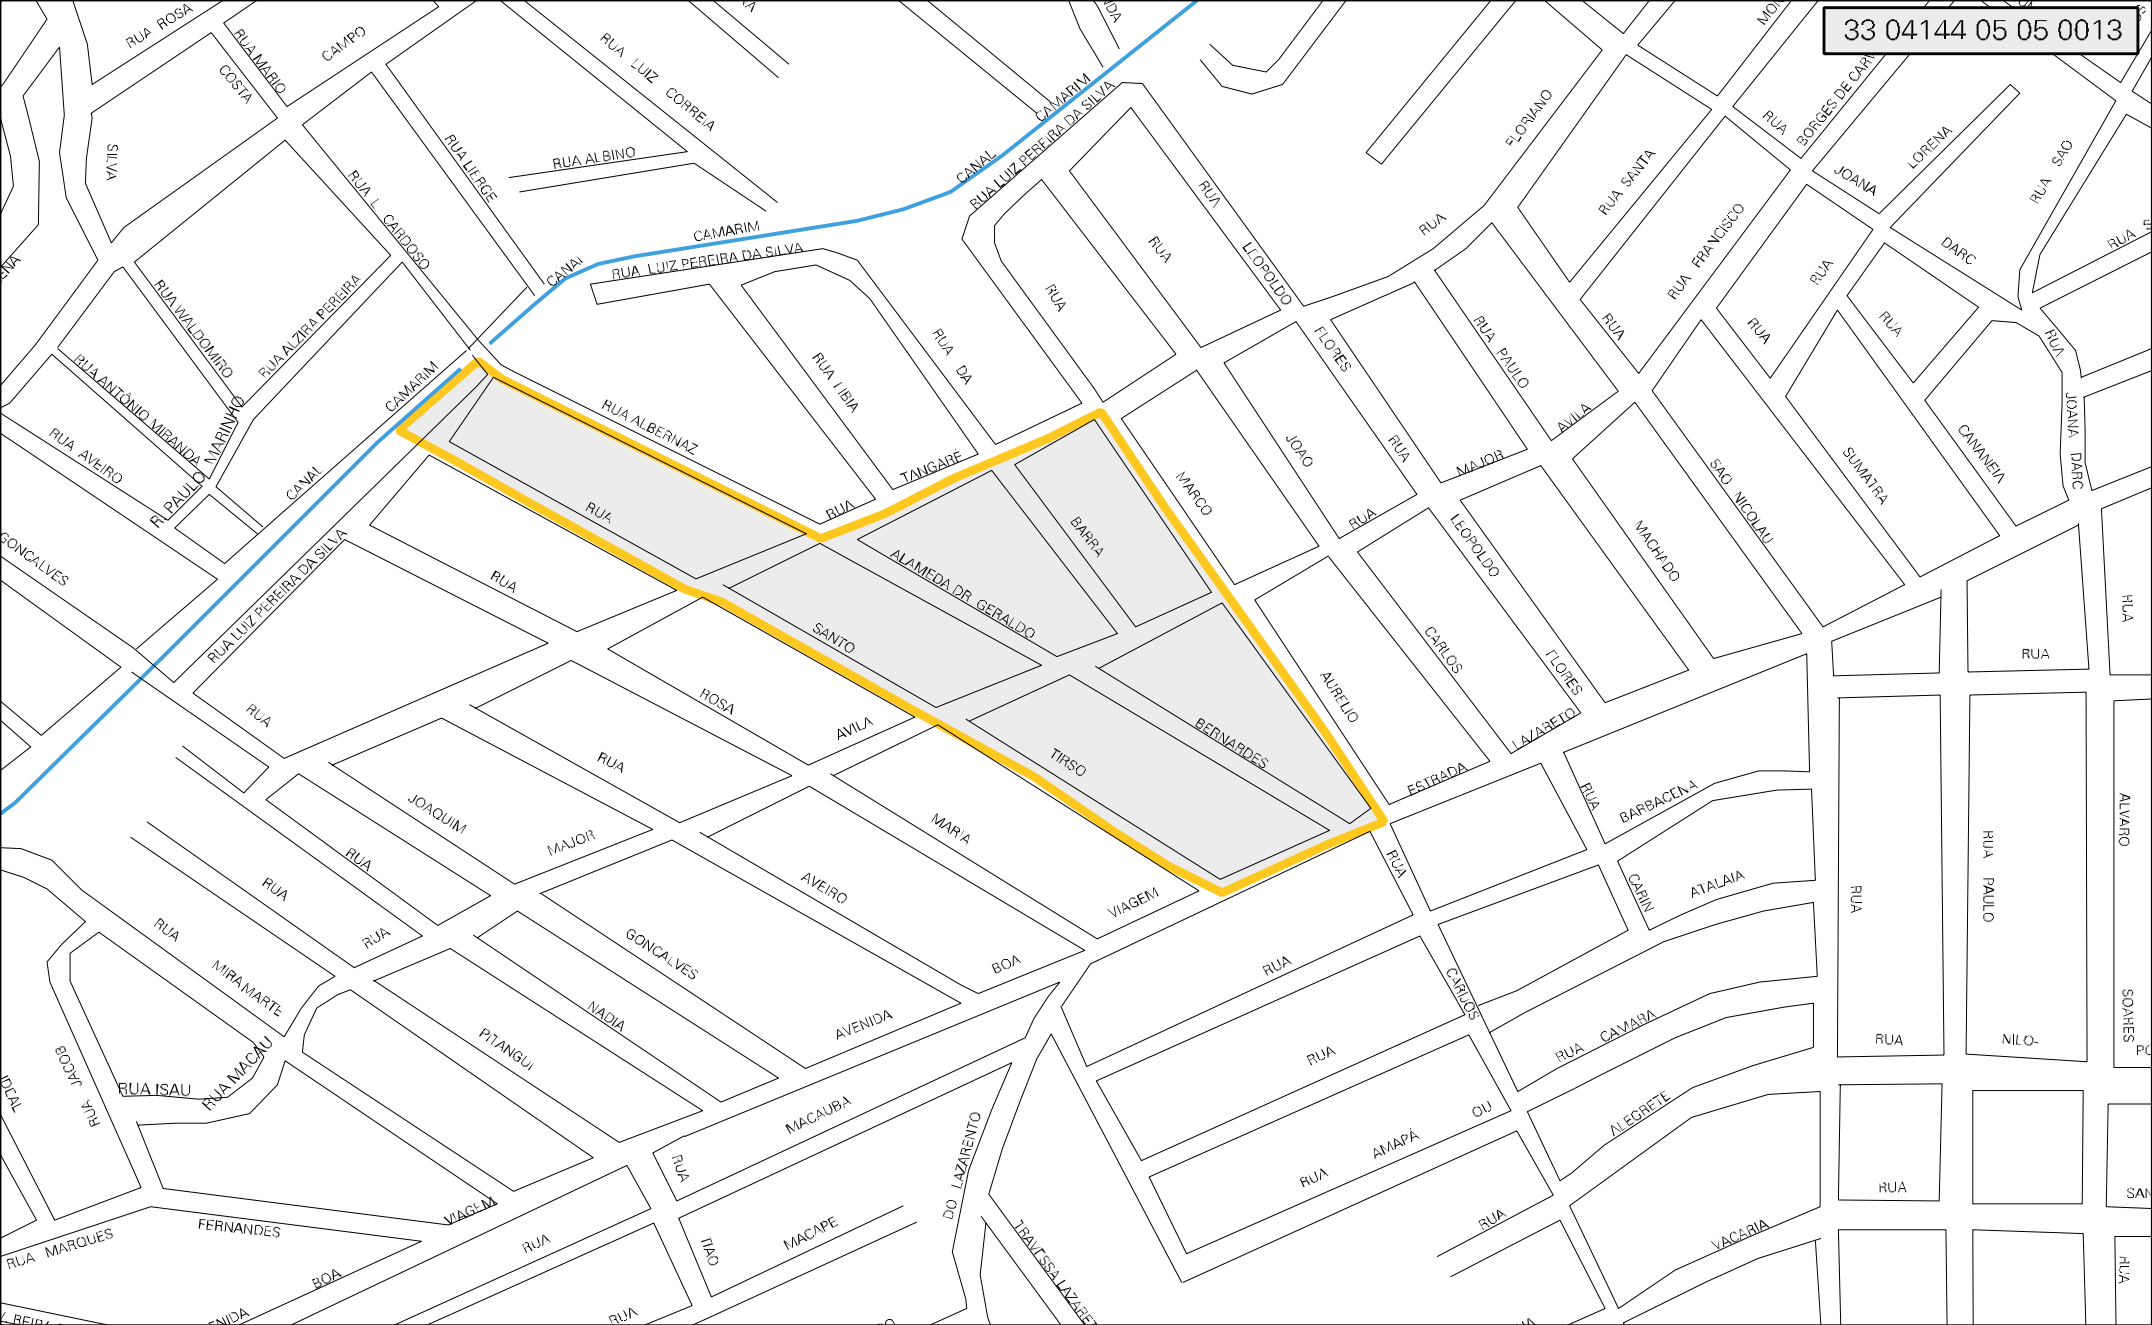 33 04144 05 05 0013
RUA ROSA
RUA MARIO
COSTA
CAMPO
RUA LUIZ CORREIA
SILVA
RUA LIERGE
RUA ALBINO
RUA L. CARDOSO
CAMARIM
CANAL
CAMARIM
RUA LUIZ PEREIRA DA SILVA
CANAL
RUA LUIZ PEREIRA DA SILVA
RUA WALDOMIRO
RUA ALZIRA PEREIRA
RUA ANTÔNIO MIRANDA
R. PAULO MARINHO
RUA AVEIRO
CAMARIM
CANAL
GONCALVES
RUA LUIZ PEREIRA DA SILVA
RUA ALBERNAZ
RUA LIBIA
RUA DA
RUA
TANGARÉ
RUA
RUA
RUA
RUA
LEOPOLDO
FLORES
RUA
FLORIANO
RUA SANTA
RUA FRANCISCO
RUA
BORGES DE
JOANA
LORENA
DARC
RUA SAO
RUA
RUA
RUA
RUA
RUA
RUA
JOANA DARC
RUA PAULO
AVILA
MAJOR
RUA
RUA
JOAO
MARCO
BARRA
ALAMEDA DR. GERALDO
RUA
SANTO
TIRSO
BERNARDES
AURELIO
CARLOS
LEOPOLDO
FLORES
LAZARETO
ESTRADA
MACHADO
SAO NICOLAU
SUMATRA
CANANEIA
RUA
RUA
RUA
ROSA
AVILA
RUA
RUA
JOAQUIM
MAJOR
RUA
RUA
RUA
RUA
MIRAMARTE
MARIA
VIAGEM
AVEIRO
BOA
GONCALVES
AVENIDA
NADIA
PITANGUI
RUA JACOB
RUA ISAU
RUA MACAU
IDEAL
RUA MARQUES
FERNANDES
VIAGEM
BOA
RUA
MACAUBA
RUA
TIAO
MACAPE
RUA
DO LAZARENTO
RUA
RUA
RUA
AMAPÁ
OU
RUA
RUA
CARIJOS
RUA
BARBACENA
CARIN
ATALAIA
RUA CAMARA
ALEGRETE
VACARIA
RUA
RUA PAULO
ALVARO
SOARES
RUA
NILO-
RUA
RUA